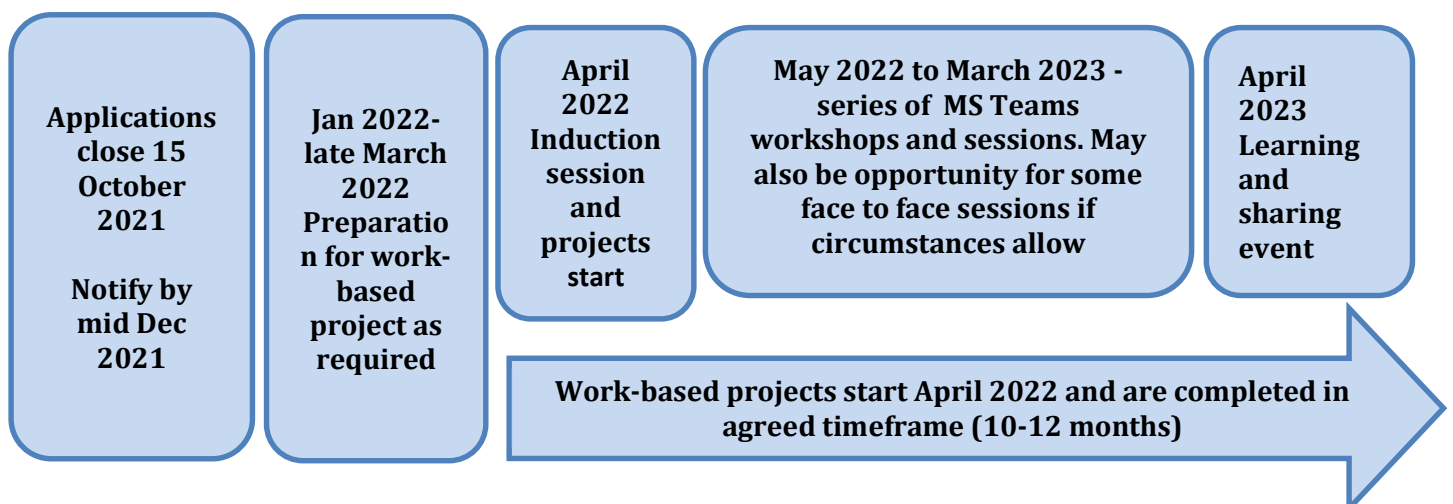 Applications
close 15
October
2021
Notify by
mid Dec
2021
Jan 2022-
late March
2022
Preparatio
n for work-
based
project as
required
April
2022
Induction
session
and
projects
start
May 2022 to March 2023 -
series of MS Teams
workshops and sessions. May
also be opportunity for some
face to face sessions if
circumstances allow
April
2023
Learning
and
sharing
event
Work-based projects start April 2022 and are completed in
agreed timeframe (10-12 months)